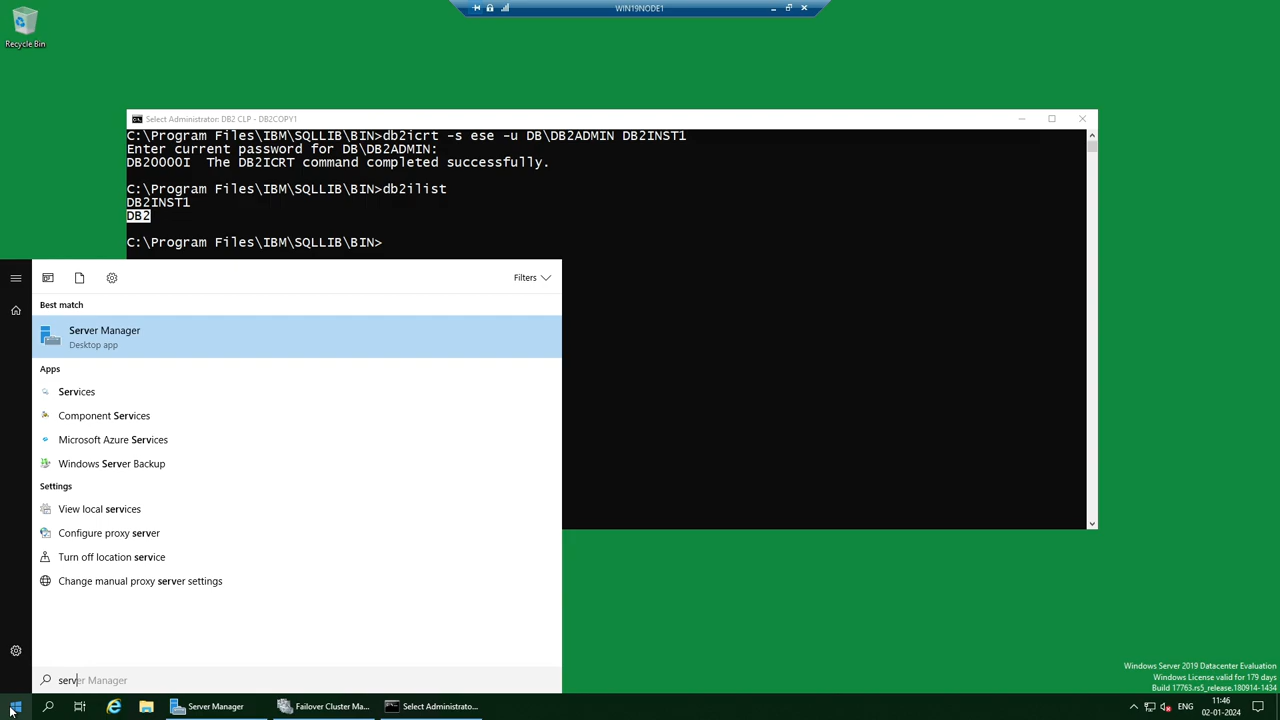 WIN19NODE1
Recycle Bin
Select Administrator: DB2 CLP - DB2COPY1
C:\Program Files\IBM\SQLLIB\BIN>db2icrt -s ese -u DB\DB2ADMIN DB2INST1
Enter current password for DB\DB2ADMIN:
DB20000I  The DB2ICRT command completed successfully.
C:\Program Files\IBM\SQLLIB\BIN>db2ilist
DB2INST1
DB2
C:\Program Files\IBM\SQLLIB\BIN>
Filters
Best match
Server Manager
Desktop app
Apps
Services
Component Services
Microsoft Azure Services
Windows Server Backup
Settings
View local services
Configure proxy server
Turn off location service
Change manual proxy server settings
server Manager
Windows Server 2019 Datacenter Evaluation
Windows License valid for 179 days
Build 17763.rs5_release.180914-1434
Server Manager
Failover Cluster Ma...
Select Administrato...
ENG
11:46
02-01-2024